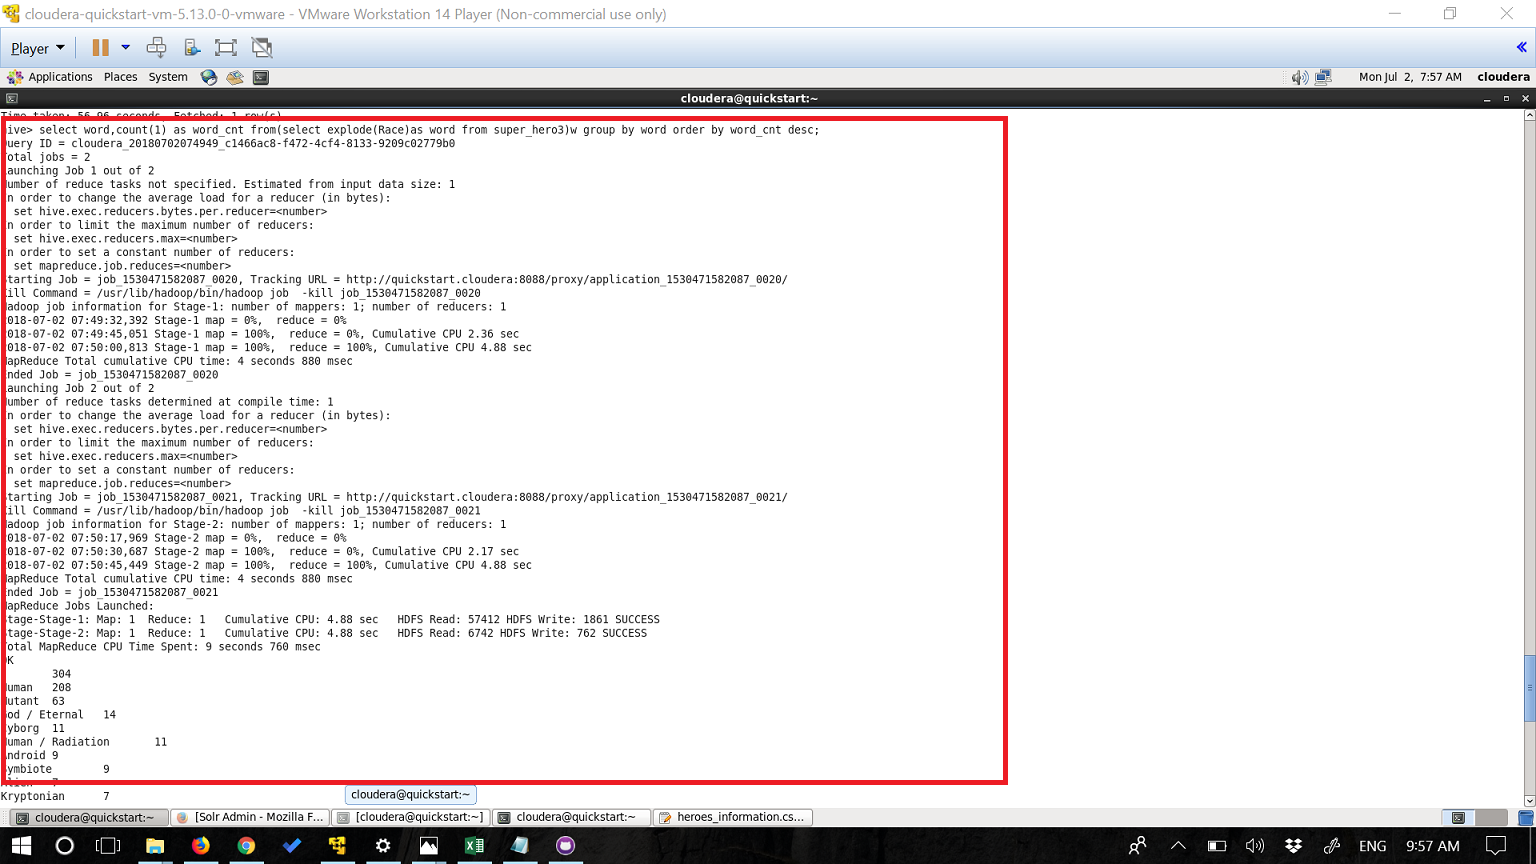 cloudera-quickstart-vm-5.13.0-0-vmware - VMware Workstation 14 Player (Non-commercial use only)
Player
Applications Places System Mon Jul 2, 7:57 AM cloudera
cloudera@quickstart:~
Time taken: 56.96 seconds, Fetched: 1 row(s)
ive> select word,count(1) as word_cnt from(select explode(Race)as word from super_hero3)w group by word order by word_cnt desc;
uery ID = cloudera_20180702074949_c1466ac8-f472-4cf4-8133-9209c02779b0
otal jobs = 2
aunching Job 1 out of 2
umber of reduce tasks not specified. Estimated from input data size: 1
n order to change the average load for a reducer (in bytes):
set hive.exec.reducers.bytes.per.reducer=<number>
n order to limit the maximum number of reducers:
set hive.exec.reducers.max=<number>
n order to set a constant number of reducers:
set mapreduce.job.reduces=<number>
tarting Job = job_1530471582087_0020, Tracking URL = http://quickstart.cloudera:8088/proxy/application_1530471582087_0020/
ill Command = /usr/lib/hadoop/bin/hadoop job -kill job_1530471582087_0020
adoop job information for Stage-1: number of mappers: 1; number of reducers: 1
018-07-02 07:49:32,392 Stage-1 map = 0%, reduce = 0%
018-07-02 07:49:45,051 Stage-1 map = 100%, reduce = 0%, Cumulative CPU 2.36 sec
018-07-02 07:50:00,813 Stage-1 map = 100%, reduce = 100%, Cumulative CPU 4.88 sec
apReduce Total cumulative CPU time: 4 seconds 880 msec
nded Job = job_1530471582087_0020
aunching Job 2 out of 2
umber of reduce tasks determined at compile time: 1
n order to change the average load for a reducer (in bytes):
set hive.exec.reducers.bytes.per.reducer=<number>
n order to limit the maximum number of reducers:
set hive.exec.reducers.max=<number>
n order to set a constant number of reducers:
set mapreduce.job.reduces=<number>
tarting Job = job_1530471582087_0021, Tracking URL = http://quickstart.cloudera:8088/proxy/application_1530471582087_0021/
ill Command = /usr/lib/hadoop/bin/hadoop job -kill job_1530471582087_0021
adoop job information for Stage-2: number of mappers: 1; number of reducers: 1
018-07-02 07:50:17,969 Stage-2 map = 0%, reduce = 0%
018-07-02 07:50:30,687 Stage-2 map = 100%, reduce = 0%, Cumulative CPU 2.17 sec
018-07-02 07:50:45,449 Stage-2 map = 100%, reduce = 100%, Cumulative CPU 4.88 sec
apReduce Total cumulative CPU time: 4 seconds 880 msec
nded Job = job_1530471582087_0021
apReduce Jobs Launched:
tage-Stage-1: Map: 1 Reduce: 1 Cumulative CPU: 4.88 sec HDFS Read: 57412 HDFS Write: 1861 SUCCESS
tage-Stage-2: Map: 1 Reduce: 1 Cumulative CPU: 4.88 sec HDFS Read: 6742 HDFS Write: 762 SUCCESS
otal MapReduce CPU Time Spent: 9 seconds 760 msec
OK
304
uman 208
utant 63
od / Eternal 14
yborg 11
uman / Radiation 11
ndroid 9
ymbiote 9
Alien 7
Kryptonian 7
cloudera@quickstart:~
cloudera@quickstart:~ [Solr Admin - Mozilla F... [cloudera@quickstart:~] cloudera@quickstart:~ heroes_information.cs...
ENG 9:57 AM